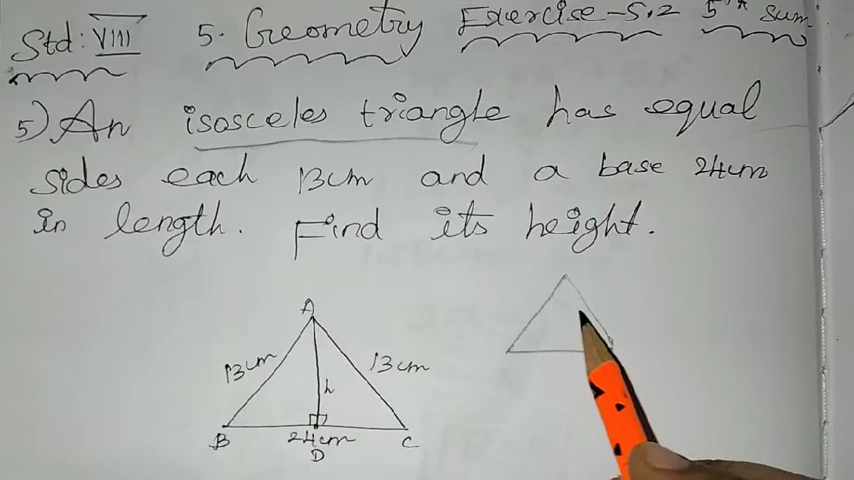 Std: VIII 5. Geometry Exercise-5.2 5th sum
5) An isosceles triangle has equal
sides each 13cm and a base 24cm
in length. Find its height.
A
13cm 13cm
h
B 24cm C
D